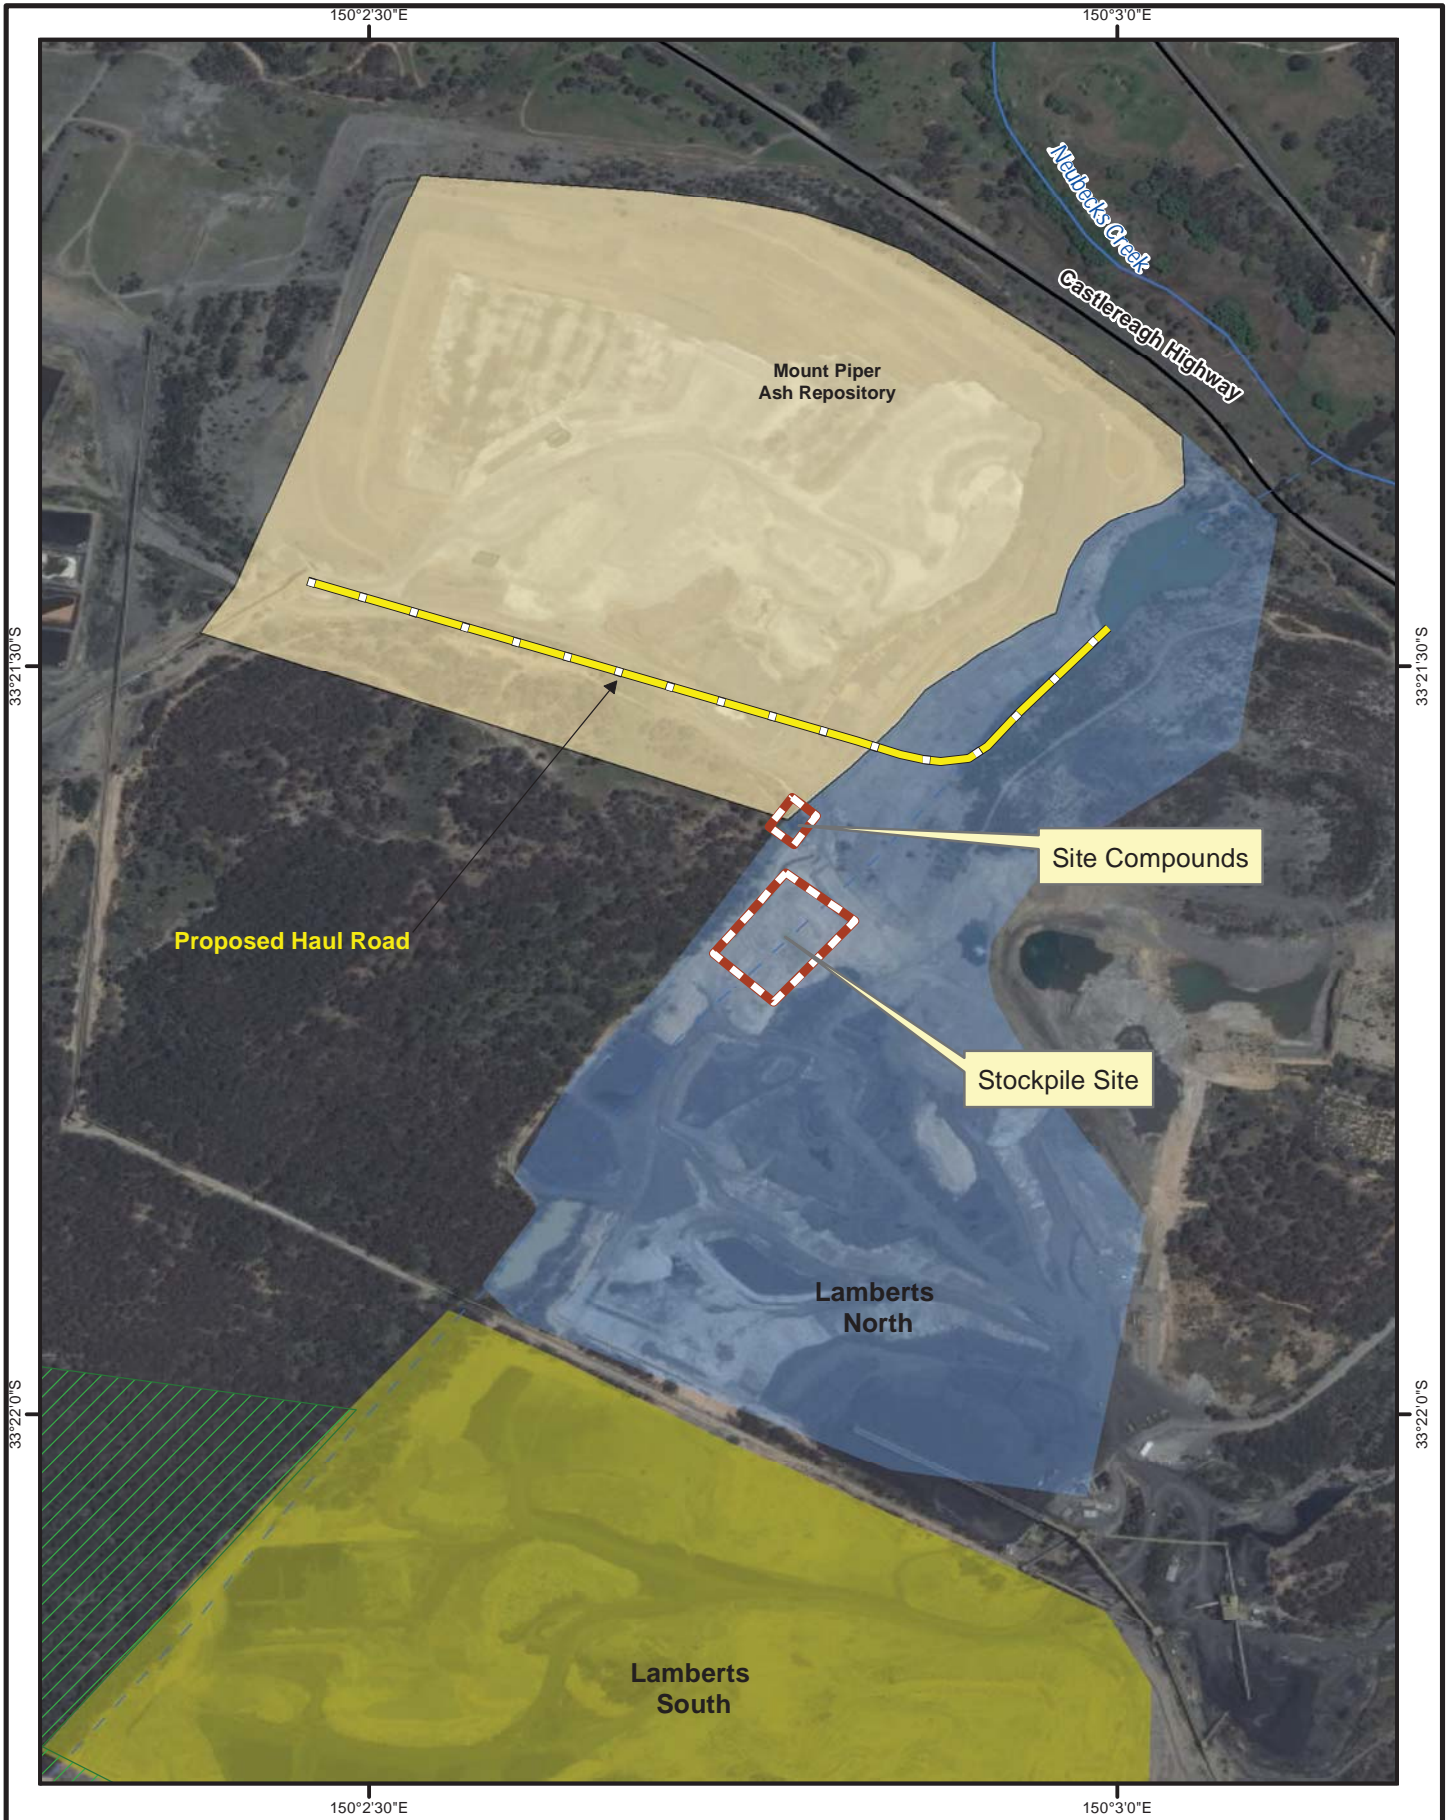 150°2'30"E
150°3'0"E
Neubecks Creek
Castlereagh Highway
Mount Piper
Ash Repository
33°21'30"S
33°21'30"S
Site Compounds
Proposed Haul Road
Stockpile Site
Lamberts
North
33°22'0"S
33°22'0"S
Lamberts
South
150°2'30"E
150°3'0"E